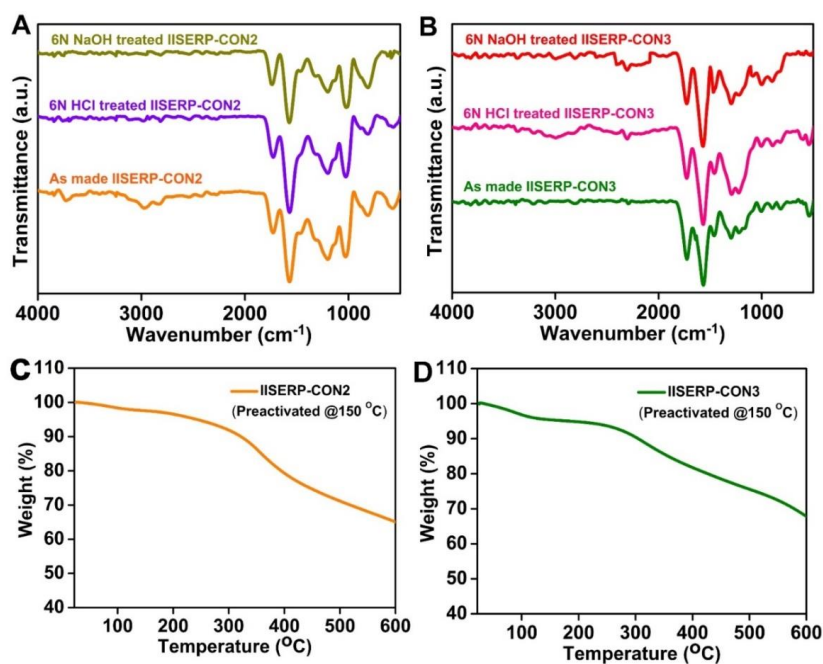 A
6N NaOH treated IISERP-CON2
6N HCl treated IISERP-CON2
As made IISERP-CON2
Transmittance (a.u.)
4000 3000 2000 1000
Wavenumber (cm⁻¹)
B
6N NaOH treated IISERP-CON3
6N HCl treated IISERP-CON3
As made IISERP-CON3
Transmittance (a.u.)
4000 3000 2000 1000
Wavenumber (cm⁻¹)
C
IISERP-CON2
(Preactivated @150 °C)
Weight (%)
110
100
90
80
70
60
50
40
100 200 300 400 500 600
Temperature (°C)
D
IISERP-CON3
(Preactivated @150 °C)
Weight (%)
110
100
90
80
70
60
50
40
100 200 300 400 500 600
Temperature (°C)